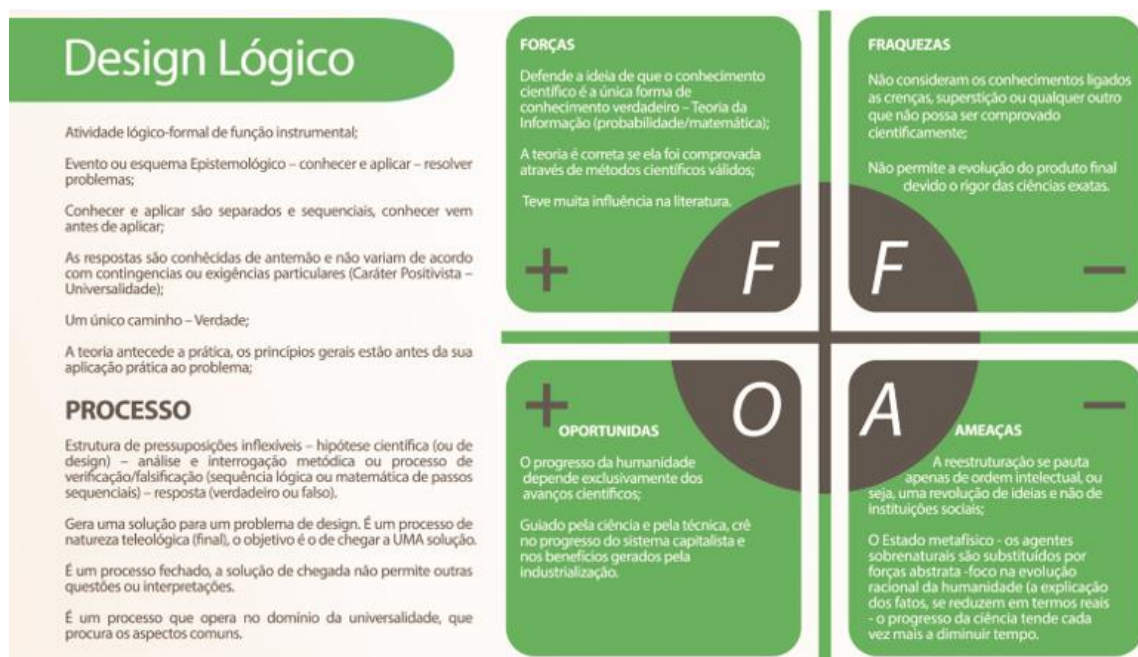 Design Lógico
Atividade lógico-formal de função instrumental;
Evento ou esquema Epistemológico – conhecer e aplicar – resolver
problemas;
Conhecer e aplicar são separados e sequenciais, conhecer vem
antes de aplicar;
As respostas são conhêcidas de antemão e não variam de acordo
com contingencias ou exigências particulares (Caráter Positivista –
Universalidade);
Um único caminho – Verdade;
A teoria antecede a prática, os princípios gerais estão antes da sua
aplicação prática ao problema;
PROCESSO
Estrutura de pressuposições inflexíveis – hipótese científica (ou de
design) – análise e interrogação metódica ou processo de
verificação/falsificação (sequência lógica ou matemática de passos
sequenciais) – resposta (verdadeiro ou falso).
Gera uma solução para um problema de design. É um processo de
natureza teleológica (final), o objetivo é o de chegar a UMA solução.
É um processo fechado, a solução de chegada não permite outras
questões ou interpretações.
É um processo que opera no domínio da universalidade, que
procura os aspectos comuns.
FORÇAS
Defende a ideia de que o conhecimento
científico é a única forma de
conhecimento verdadeiro – Teoria da
Informação (probabilidade/matemática);
A teoria é correta se ela foi comprovada
através de métodos científicos válidos;
Teve muita influência na literatura.
+
F
FRAQUEZAS
Não consideram os conhecimentos ligados
as crenças, superstição ou qualquer outro
que não possa ser comprovado
cientificamente;
Não permite a evolução do produto final
devido o rigor das ciências exatas.
F
–
+
O
OPORTUNIDAS
O progresso da humanidade
depende exclusivamente dos
avanços científicos;
Guiado pela ciência e pela técnica, crê
no progresso do sistema capitalista e
nos benefícios gerados pela
industrialização.
A
–
AMEAÇAS
A reestruturação se pauta
apenas de ordem intelectual, ou
seja, uma revolução de ideias e não de
instituições sociais;
O Estado metafísico - os agentes
sobrenaturais são substituídos por
forças abstrata -foco na evolução
racional da humanidade (a explicação
dos fatos, se reduzem em termos reais
- o progresso da ciência tende cada
vez mais a diminuir tempo.